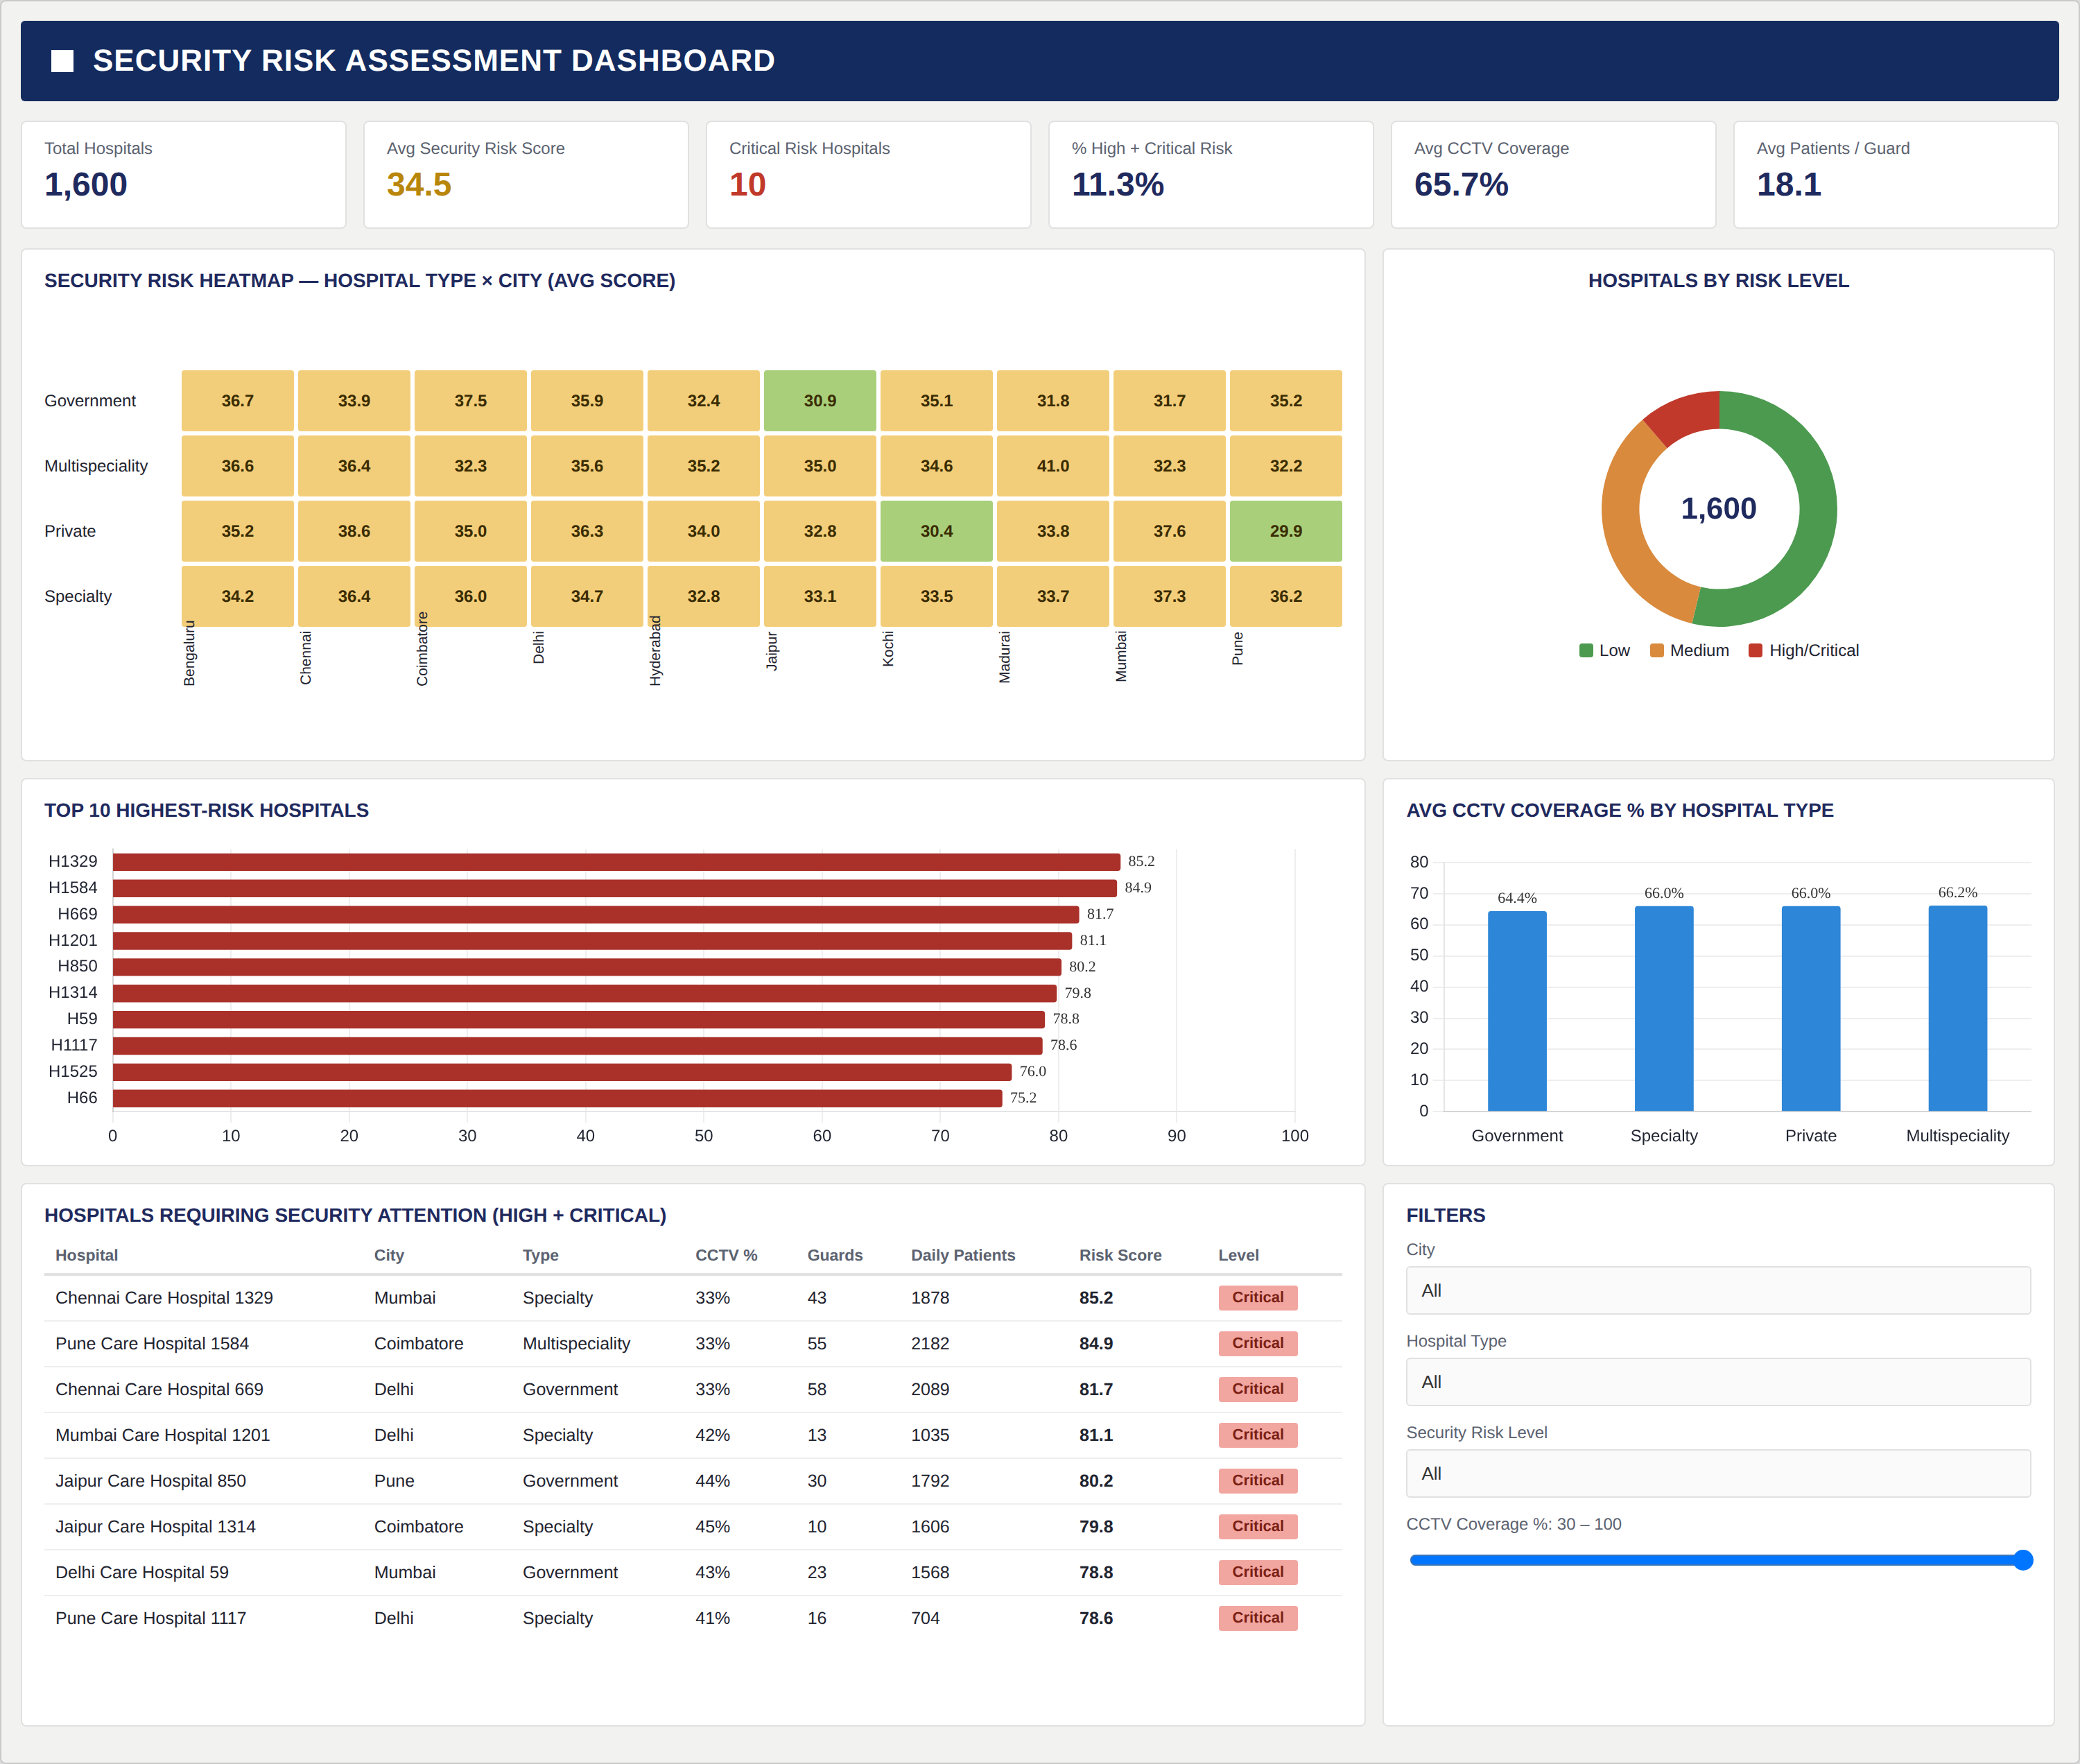 SECURITY RISK ASSESSMENT DASHBOARD
Total Hospitals
1,600
Avg Security Risk Score
34.5
Critical Risk Hospitals
10
% High + Critical Risk
11.3%
Avg CCTV Coverage
65.7%
Avg Patients / Guard
18.1
SECURITY RISK HEATMAP — HOSPITAL TYPE × CITY (AVG SCORE)
Government 36.7 33.9 37.5 35.9 32.4 30.9 35.1 31.8 31.7 35.2
Multispeciality 36.6 36.4 32.3 35.6 35.2 35.0 34.6 41.0 32.3 32.2
Private 35.2 38.6 35.0 36.3 34.0 32.8 30.4 33.8 37.6 29.9
Specialty 34.2 36.4 36.0 34.7 32.8 33.1 33.5 33.7 37.3 36.2
Bengaluru Chennai Coimbatore Delhi Hyderabad Jaipur Kochi Madurai Mumbai Pune
HOSPITALS BY RISK LEVEL
1,600
Low Medium High/Critical
TOP 10 HIGHEST-RISK HOSPITALS
H1329 85.2
H1584 84.9
H669 81.7
H1201 81.1
H850 80.2
H1314 79.8
H59 78.8
H1117 78.6
H1525 76.0
H66 75.2
0 10 20 30 40 50 60 70 80 90 100
AVG CCTV COVERAGE % BY HOSPITAL TYPE
80
70
60
50
40
30
20
10
0
64.4% 66.0% 66.0% 66.2%
Government Specialty Private Multispeciality
HOSPITALS REQUIRING SECURITY ATTENTION (HIGH + CRITICAL)
Hospital City Type CCTV % Guards Daily Patients Risk Score Level
Chennai Care Hospital 1329 Mumbai Specialty 33% 43 1878 85.2 Critical
Pune Care Hospital 1584 Coimbatore Multispeciality 33% 55 2182 84.9 Critical
Chennai Care Hospital 669 Delhi Government 33% 58 2089 81.7 Critical
Mumbai Care Hospital 1201 Delhi Specialty 42% 13 1035 81.1 Critical
Jaipur Care Hospital 850 Pune Government 44% 30 1792 80.2 Critical
Jaipur Care Hospital 1314 Coimbatore Specialty 45% 10 1606 79.8 Critical
Delhi Care Hospital 59 Mumbai Government 43% 23 1568 78.8 Critical
Pune Care Hospital 1117 Delhi Specialty 41% 16 704 78.6 Critical
FILTERS
City
All
Hospital Type
All
Security Risk Level
All
CCTV Coverage %: 30 – 100